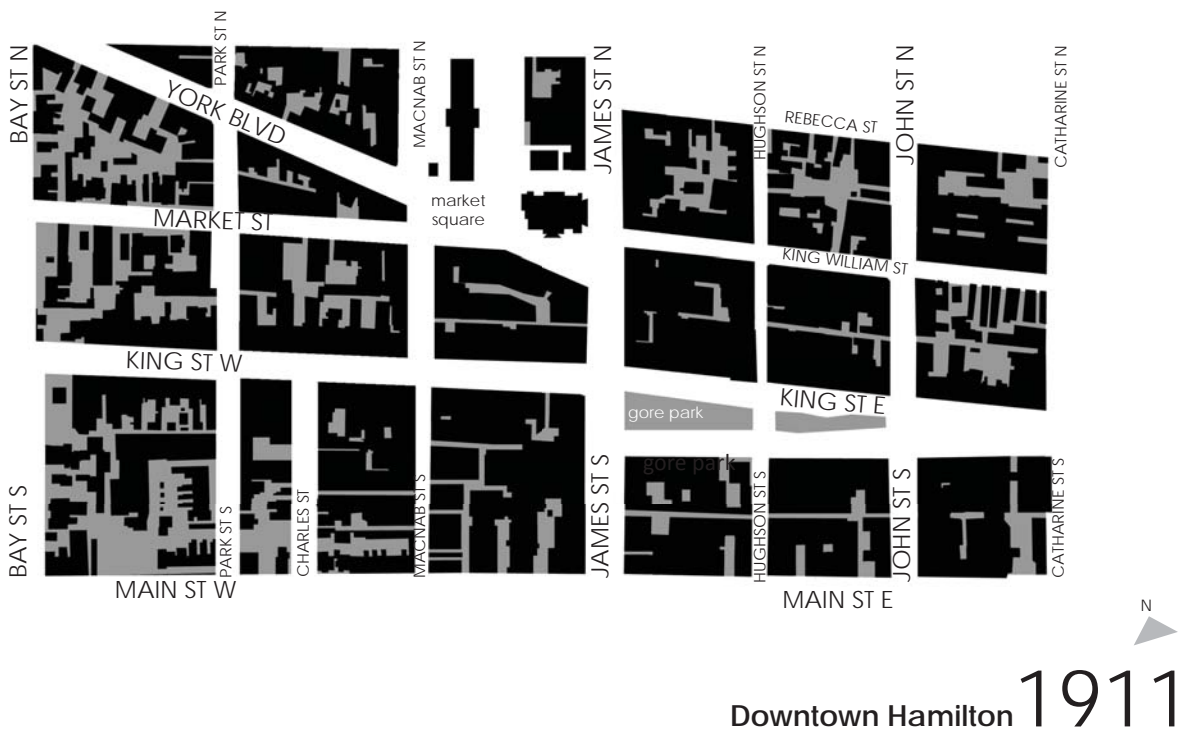 BAY ST N
PARK ST N
MACNAB ST N
JAMES ST N
HUGHSON ST N
JOHN ST N
CATHARINE ST N
YORK BLVD
REBECCA ST
market
square
MARKET ST
KING WILLIAM ST
KING ST W
KING ST E
gore park
gore park
BAY ST S
PARK ST S
CHARLES ST
MACNAB ST S
JAMES ST S
HUGHSON ST S
JOHN ST S
CATHARINE ST S
MAIN ST W
MAIN ST E
N
Downtown Hamilton 1911